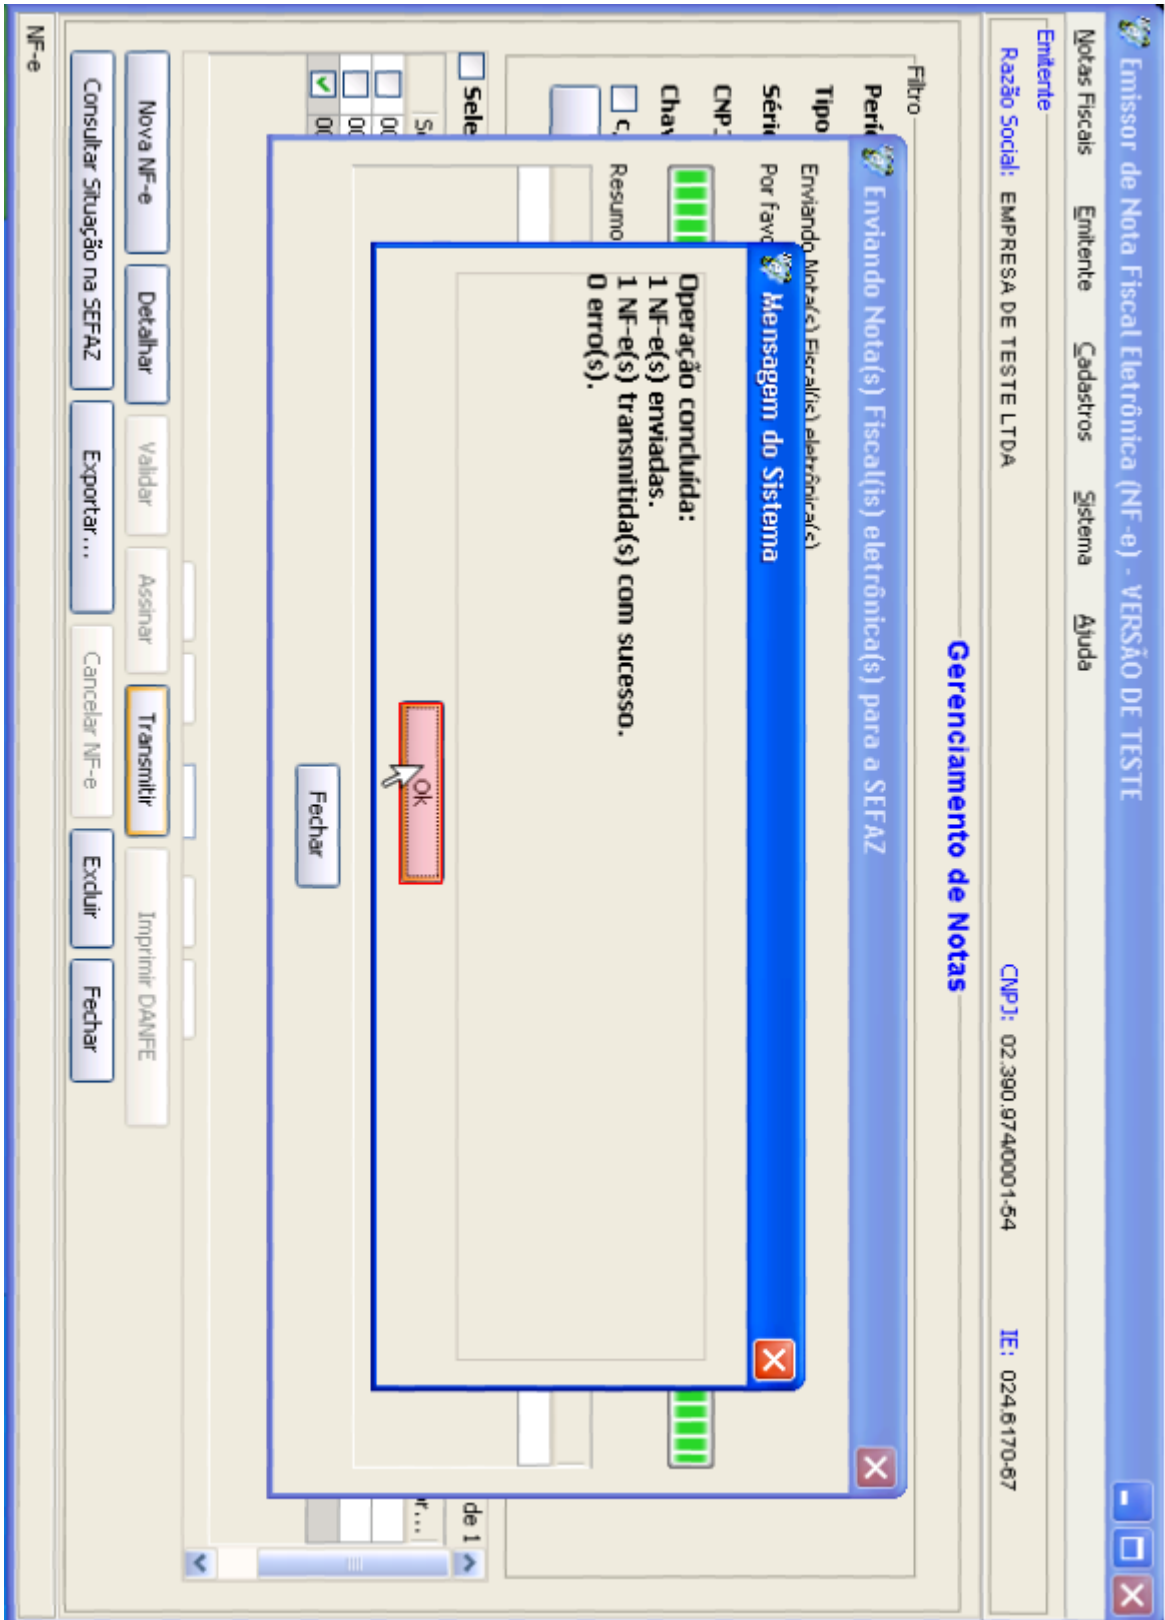 Emissor de Nota Fiscal Eletrônica (NF-e) - VERSÃO DE TESTE
Notas Fiscais Emitente Cadastros Sistema Ajuda
Emitente
Razão Social: EMPRESA DE TESTE LTDA CNPJ: 02.390.974/0001-54 IE: 024.6170-67
Gerenciamento de Notas
Filtro
Enviando Nota(s) Fiscal(is) eletrônica(s) para a SEFAZ
Enviando Nota(s) Fiscal(is) eletrônica(s)
Tipo
Por favo
Mensagem do Sistema
Operação concluída:
1 NF-e(s) enviadas.
1 NF-e(s) transmitida(s) com sucesso.
0 erro(s).
Ok
Resumo
Fechar
Sele de 1
Nova NF-e Detalhar Validar Assinar Transmitir Imprimir DANFE
Consultar Situação na SEFAZ Exportar... Cancelar NF-e Excluir Fechar
NF-e